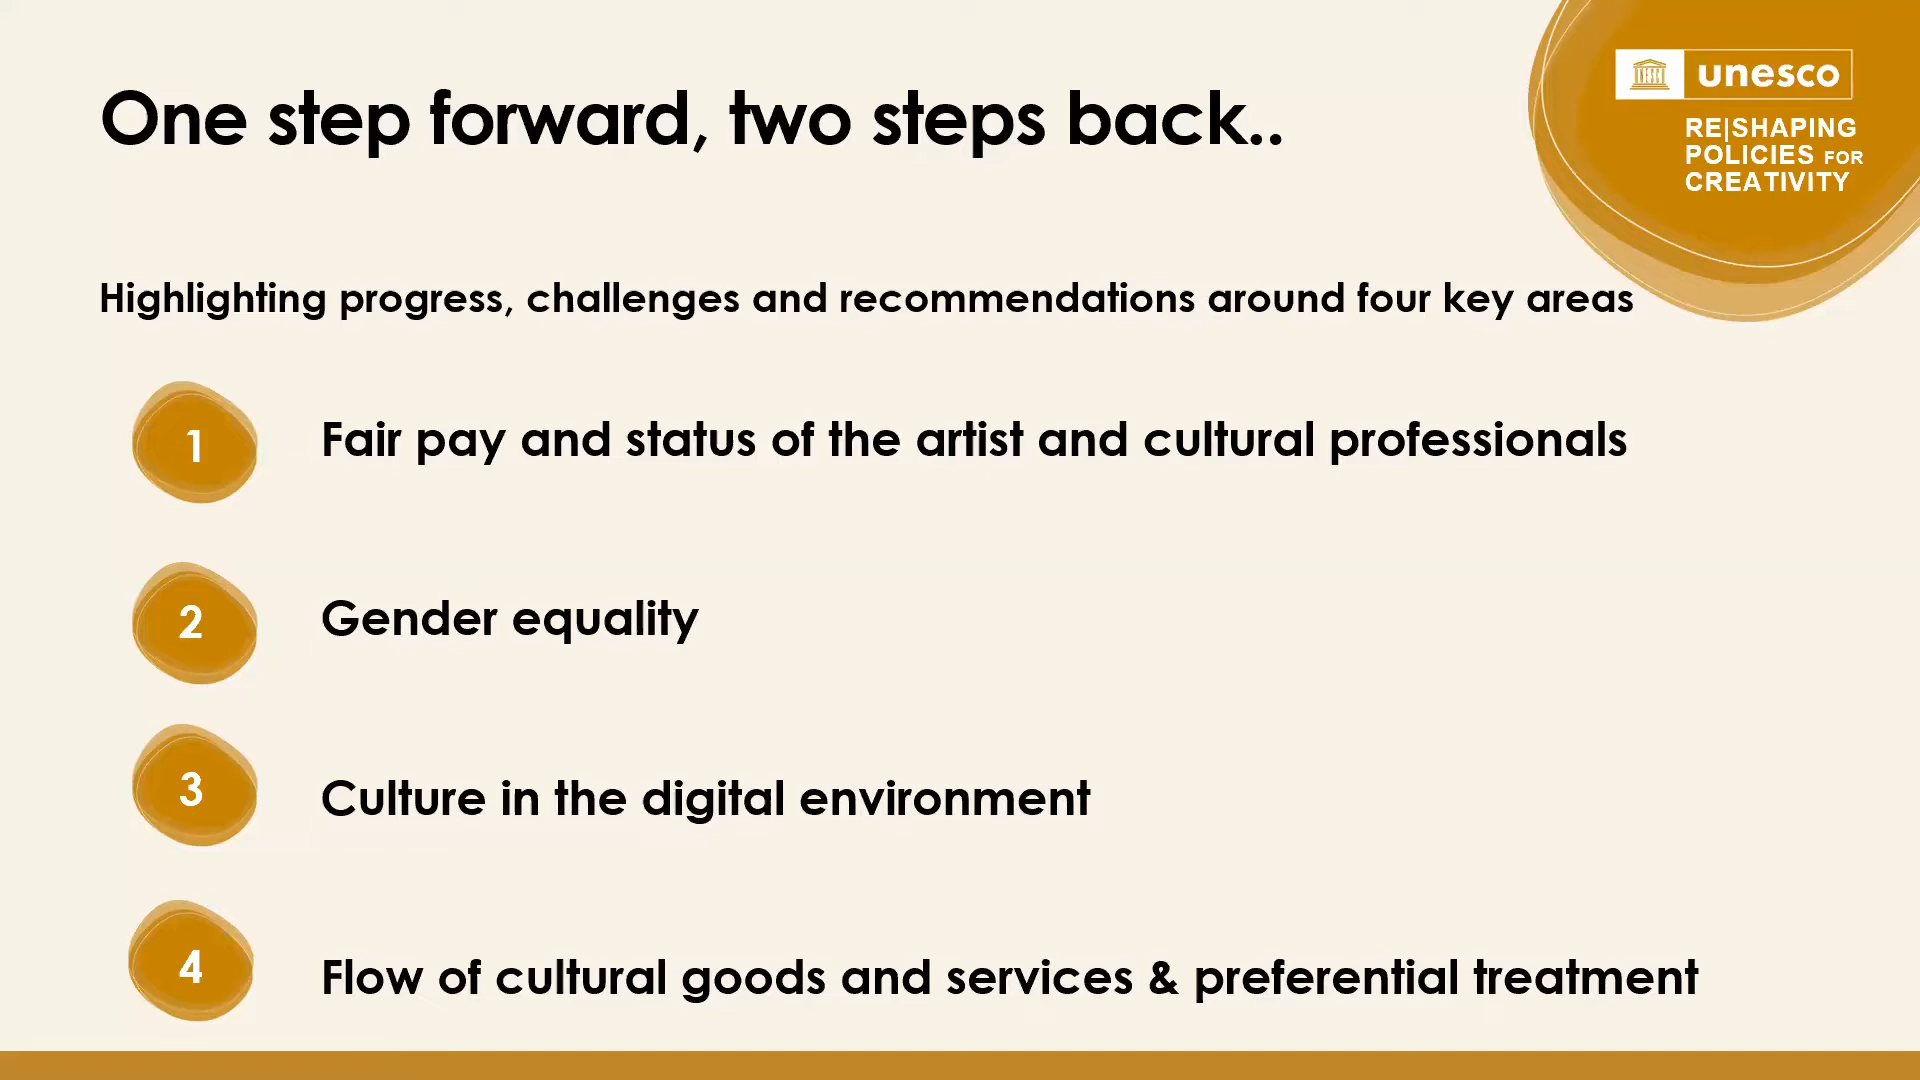 One step forward, two steps back..
unesco
RE|SHAPING
POLICIES FOR
CREATIVITY
Highlighting progress, challenges and recommendations around four key areas
1 Fair pay and status of the artist and cultural professionals
2 Gender equality
3 Culture in the digital environment
4 Flow of cultural goods and services & preferential treatment